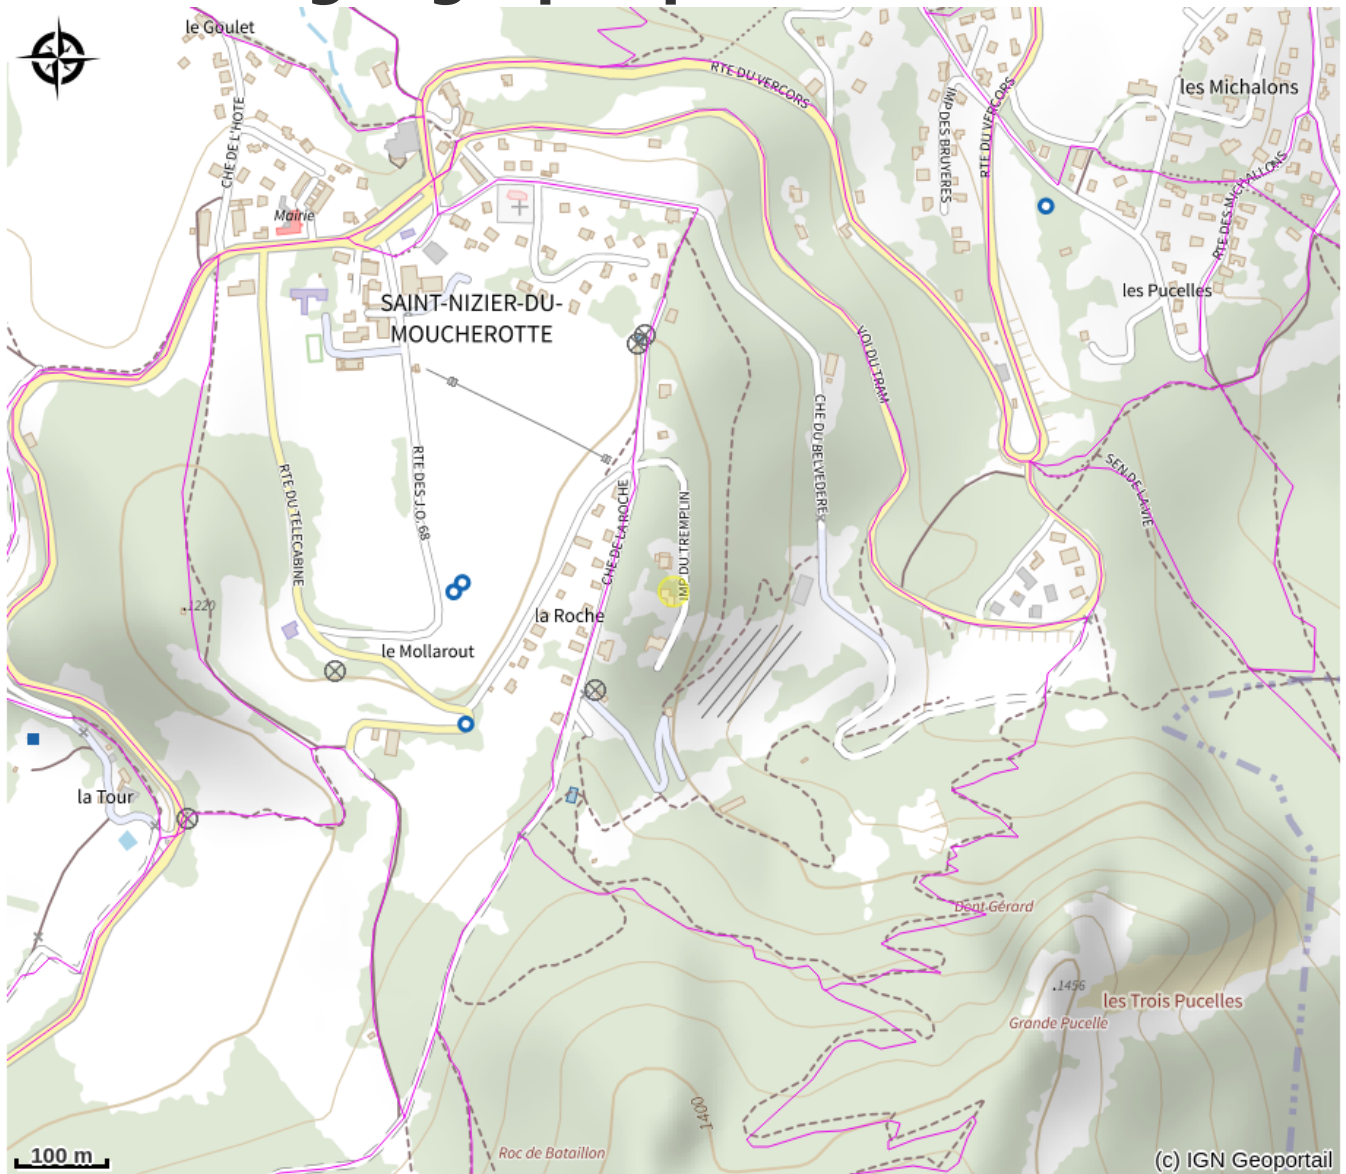 le Goulet
RTE DU VERCORS
les Michalons
CHE DE L'HOTE
IMP DES BRUYERES
RTE DU VERCORS
RTE DES MICHALLONS
Mairie
SAINT-NIZIER-DU-
MOUCHEROTTE
les Pucelles
VOI DU TRAM
CHE DU BELVEDERE
RTE DU TELECABINE
RTE DES J.O. 68
CHE DE LA ROCHE
IMP DU TREMPLIN
SEN DE LA VIE
1220
la Roche
le Mollarout
la Tour
Dent Gérard
1456
les Trois Pucelles
Grande Pucelle
1400
Roc de Bataillon
100 m
(c) IGN Geoportail